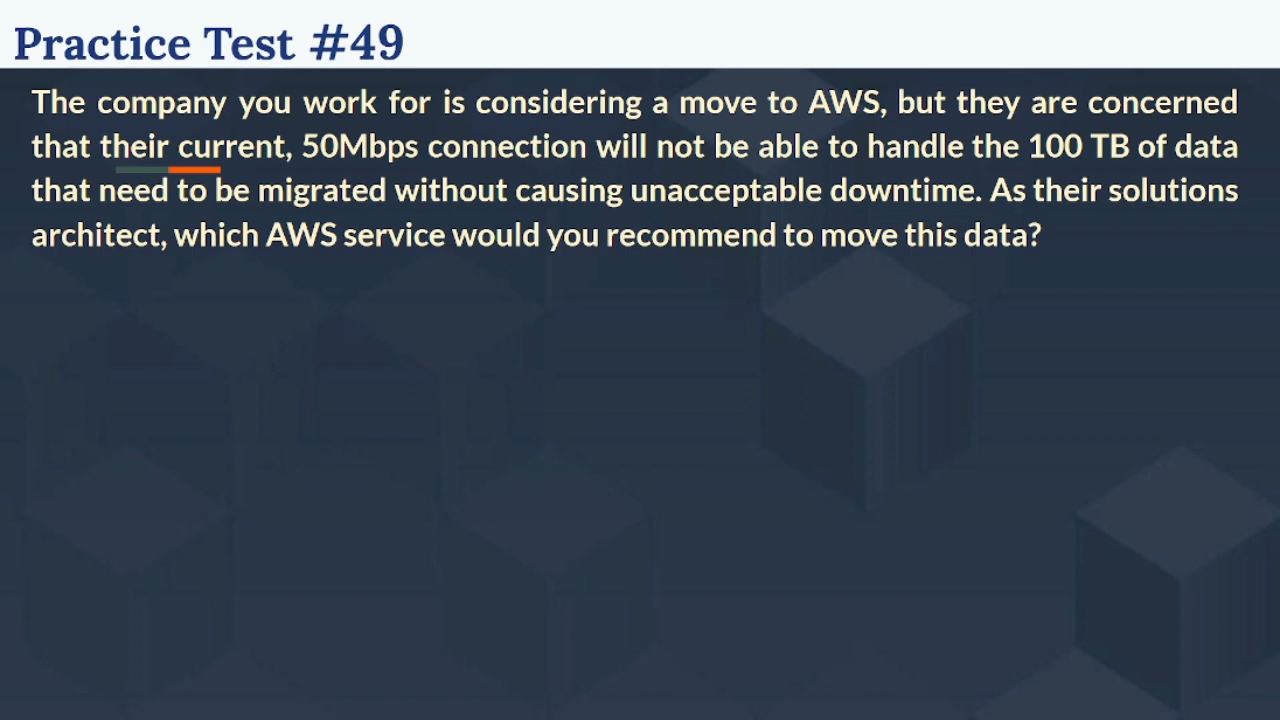 Practice Test #49
The company you work for is considering a move to AWS, but they are concerned
that their current, 50Mbps connection will not be able to handle the 100 TB of data
that need to be migrated without causing unacceptable downtime. As their solutions
architect, which AWS service would you recommend to move this data?